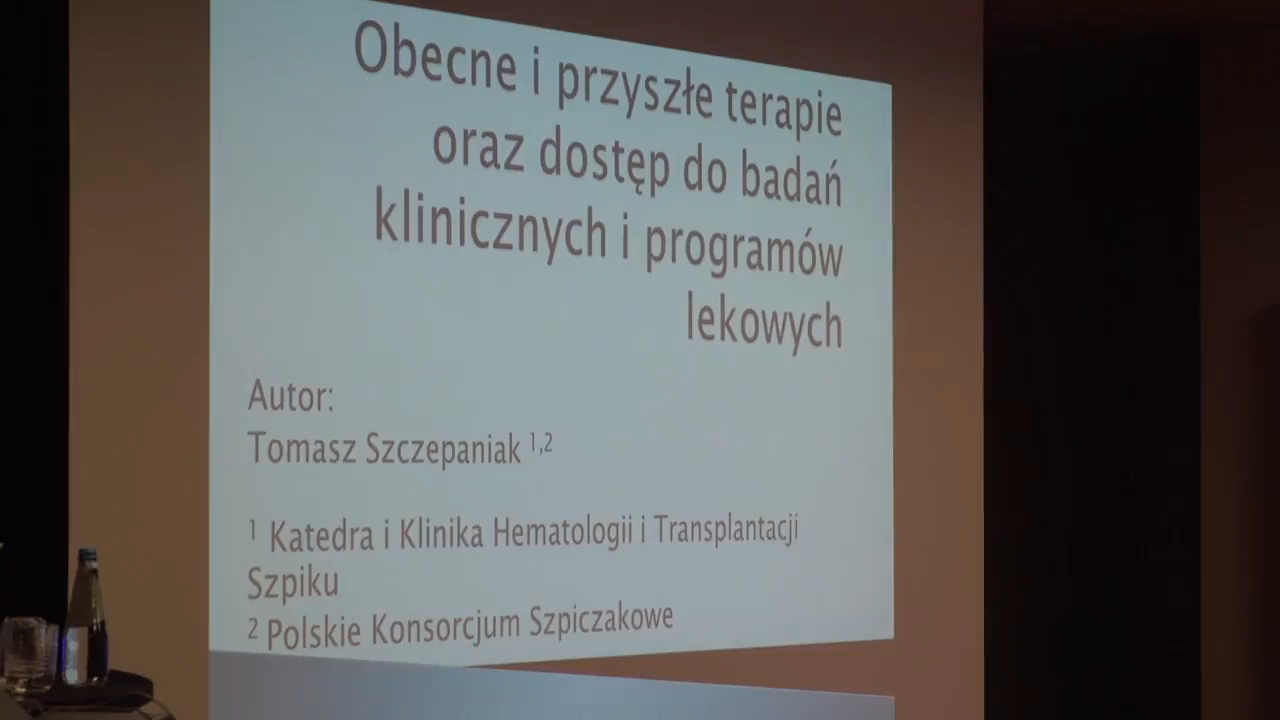 Obecne i przyszłe terapie
oraz dostęp do badań
klinicznych i programów
lekowych
Autor:
Tomasz Szczepaniak 1,2
1 Katedra i Klinika Hematologii i Transplantacji
Szpiku
2 Polskie Konsorcjum Szpiczakowe